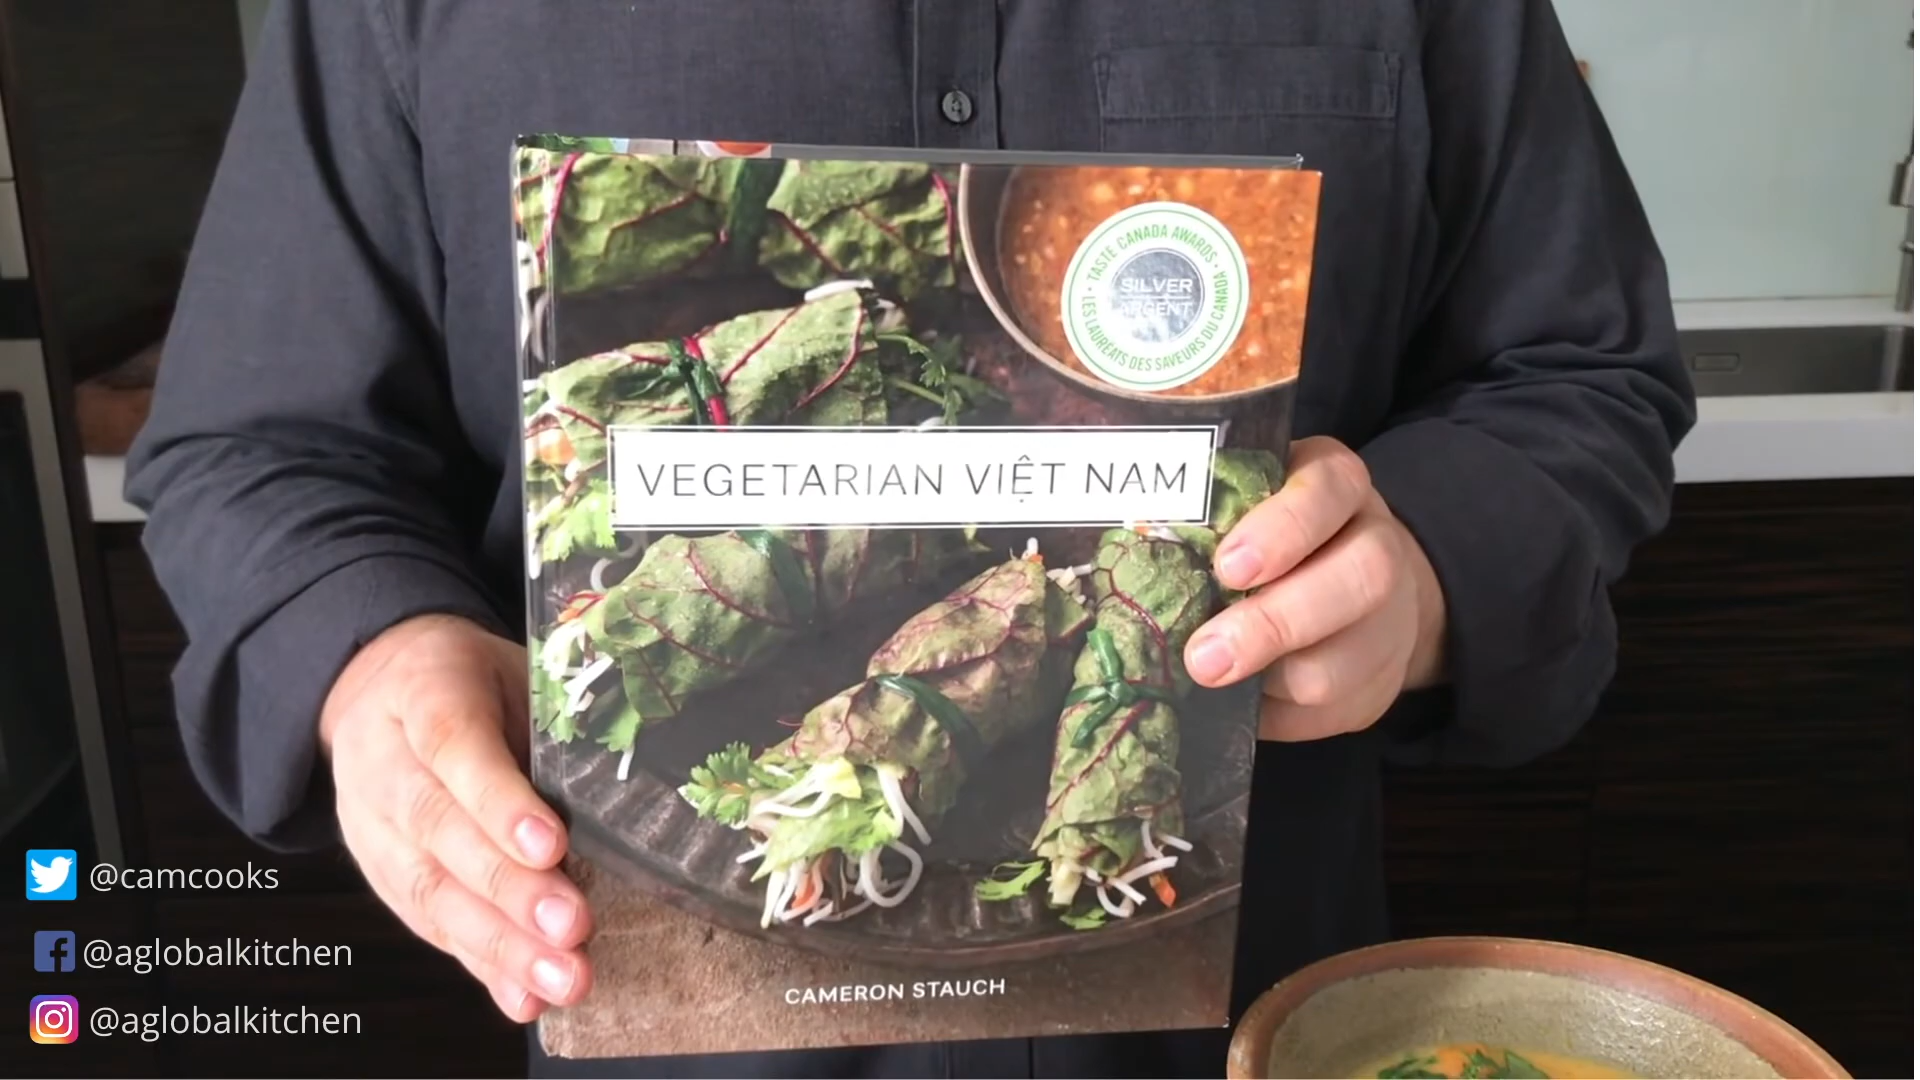 TASTE CANADA AWARDS
LES LAURÉATS DES SAVEURS DU CANADA
SILVER
ARGENT
VEGETARIAN VIỆT NAM
CAMERON STAUCH
@camcooks
@aglobalkitchen
@aglobalkitchen